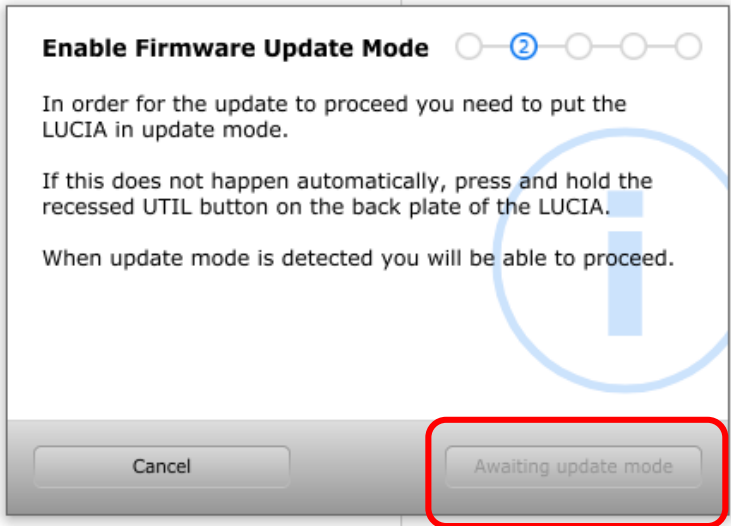 Enable Firmware Update Mode
2
In order for the update to proceed you need to put the
LUCIA in update mode.
If this does not happen automatically, press and hold the
recessed UTIL button on the back plate of the LUCIA.
When update mode is detected you will be able to proceed.
Cancel
Awaiting update mode